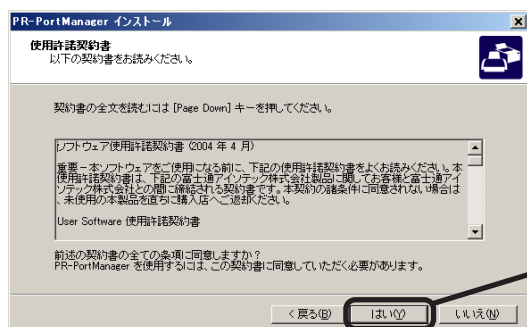 PR-PortManager インストール
使用許諾契約書
以下の契約書をお読みください。
契約書の全文を読むには [Page Down] キーを押してください。
ソフトウェア使用許諾契約書 (2004 年 4 月)
重要－本ソフトウェアをご使用になる前に、下記の使用許諾契約書をよくお読みください。本
使用許諾契約書は、下記の富士通アイソテック株式会社製品に関してお客様と富士通アイ
ソテック株式会社との間に締結される契約書です。本契約の諸条件に同意されない場合は
、未使用の本製品を直ちに購入店へご返却ください。
User Software 使用許諾契約書
前述の契約書の全ての条項に同意しますか？
PR-PortManager を使用するには、この契約書に同意していただく必要があります。
< 戻る(B) はい(Y) いいえ(N)